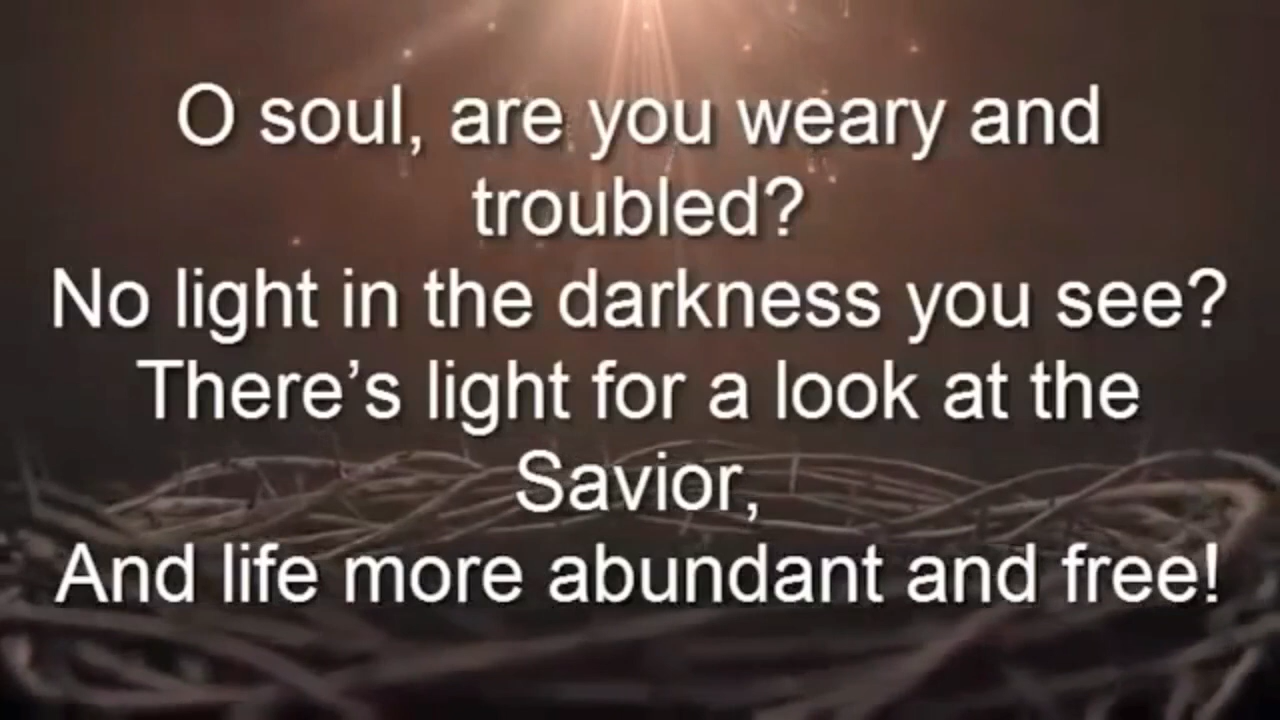 O soul, are you weary and
troubled?
No light in the darkness you see?
There’s light for a look at the
Savior,
And life more abundant and free!